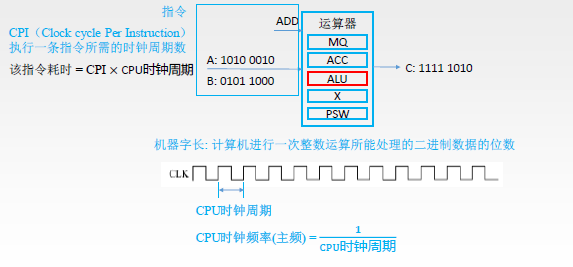 指令
CPI（Clock cycle Per Instruction）
执行一条指令所需的时钟周期数
该指令耗时 = CPI × CPU时钟周期
ADD
A: 1010 0010
B: 0101 1000
运算器
MQ
ACC
ALU
X
PSW
C: 1111 1010
机器字长: 计算机进行一次整数运算所能处理的二进制数据的位数
CLK
CPU时钟周期
CPU时钟频率(主频) = 1 / CPU时钟周期